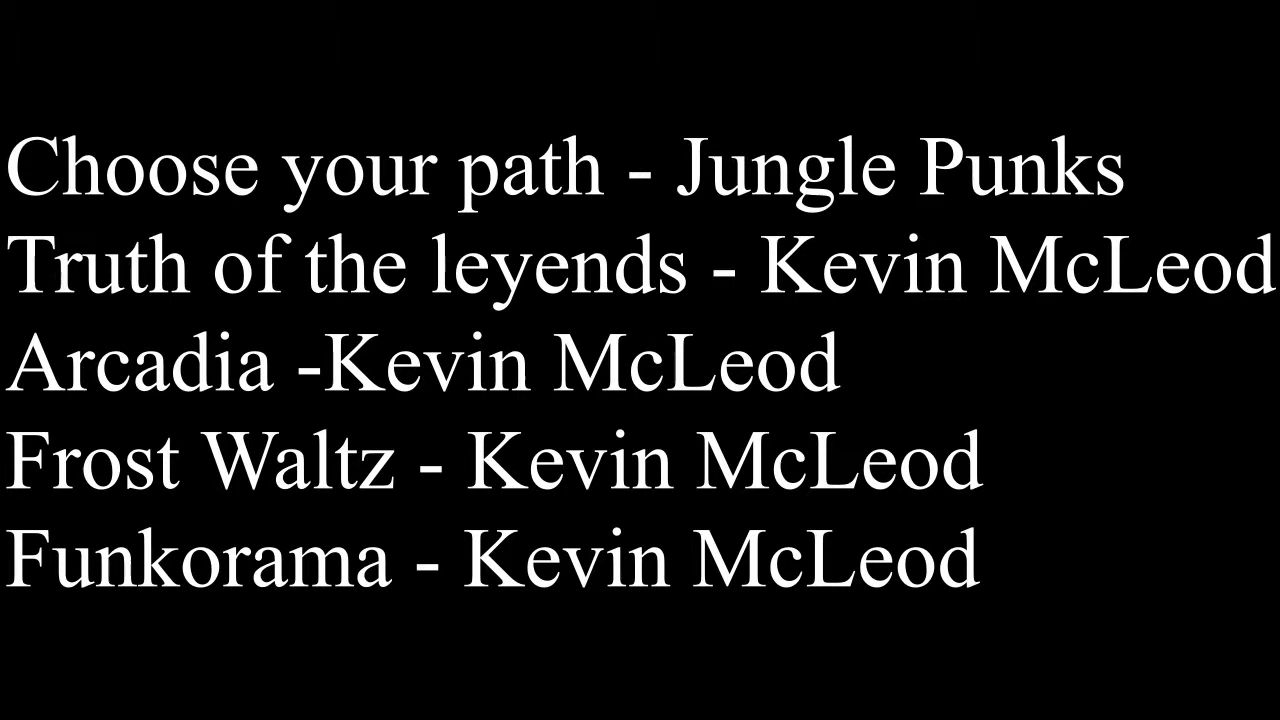 Choose your path - Jungle Punks
Truth of the leyends - Kevin McLeod
Arcadia -Kevin McLeod
Frost Waltz - Kevin McLeod
Funkorama - Kevin McLeod